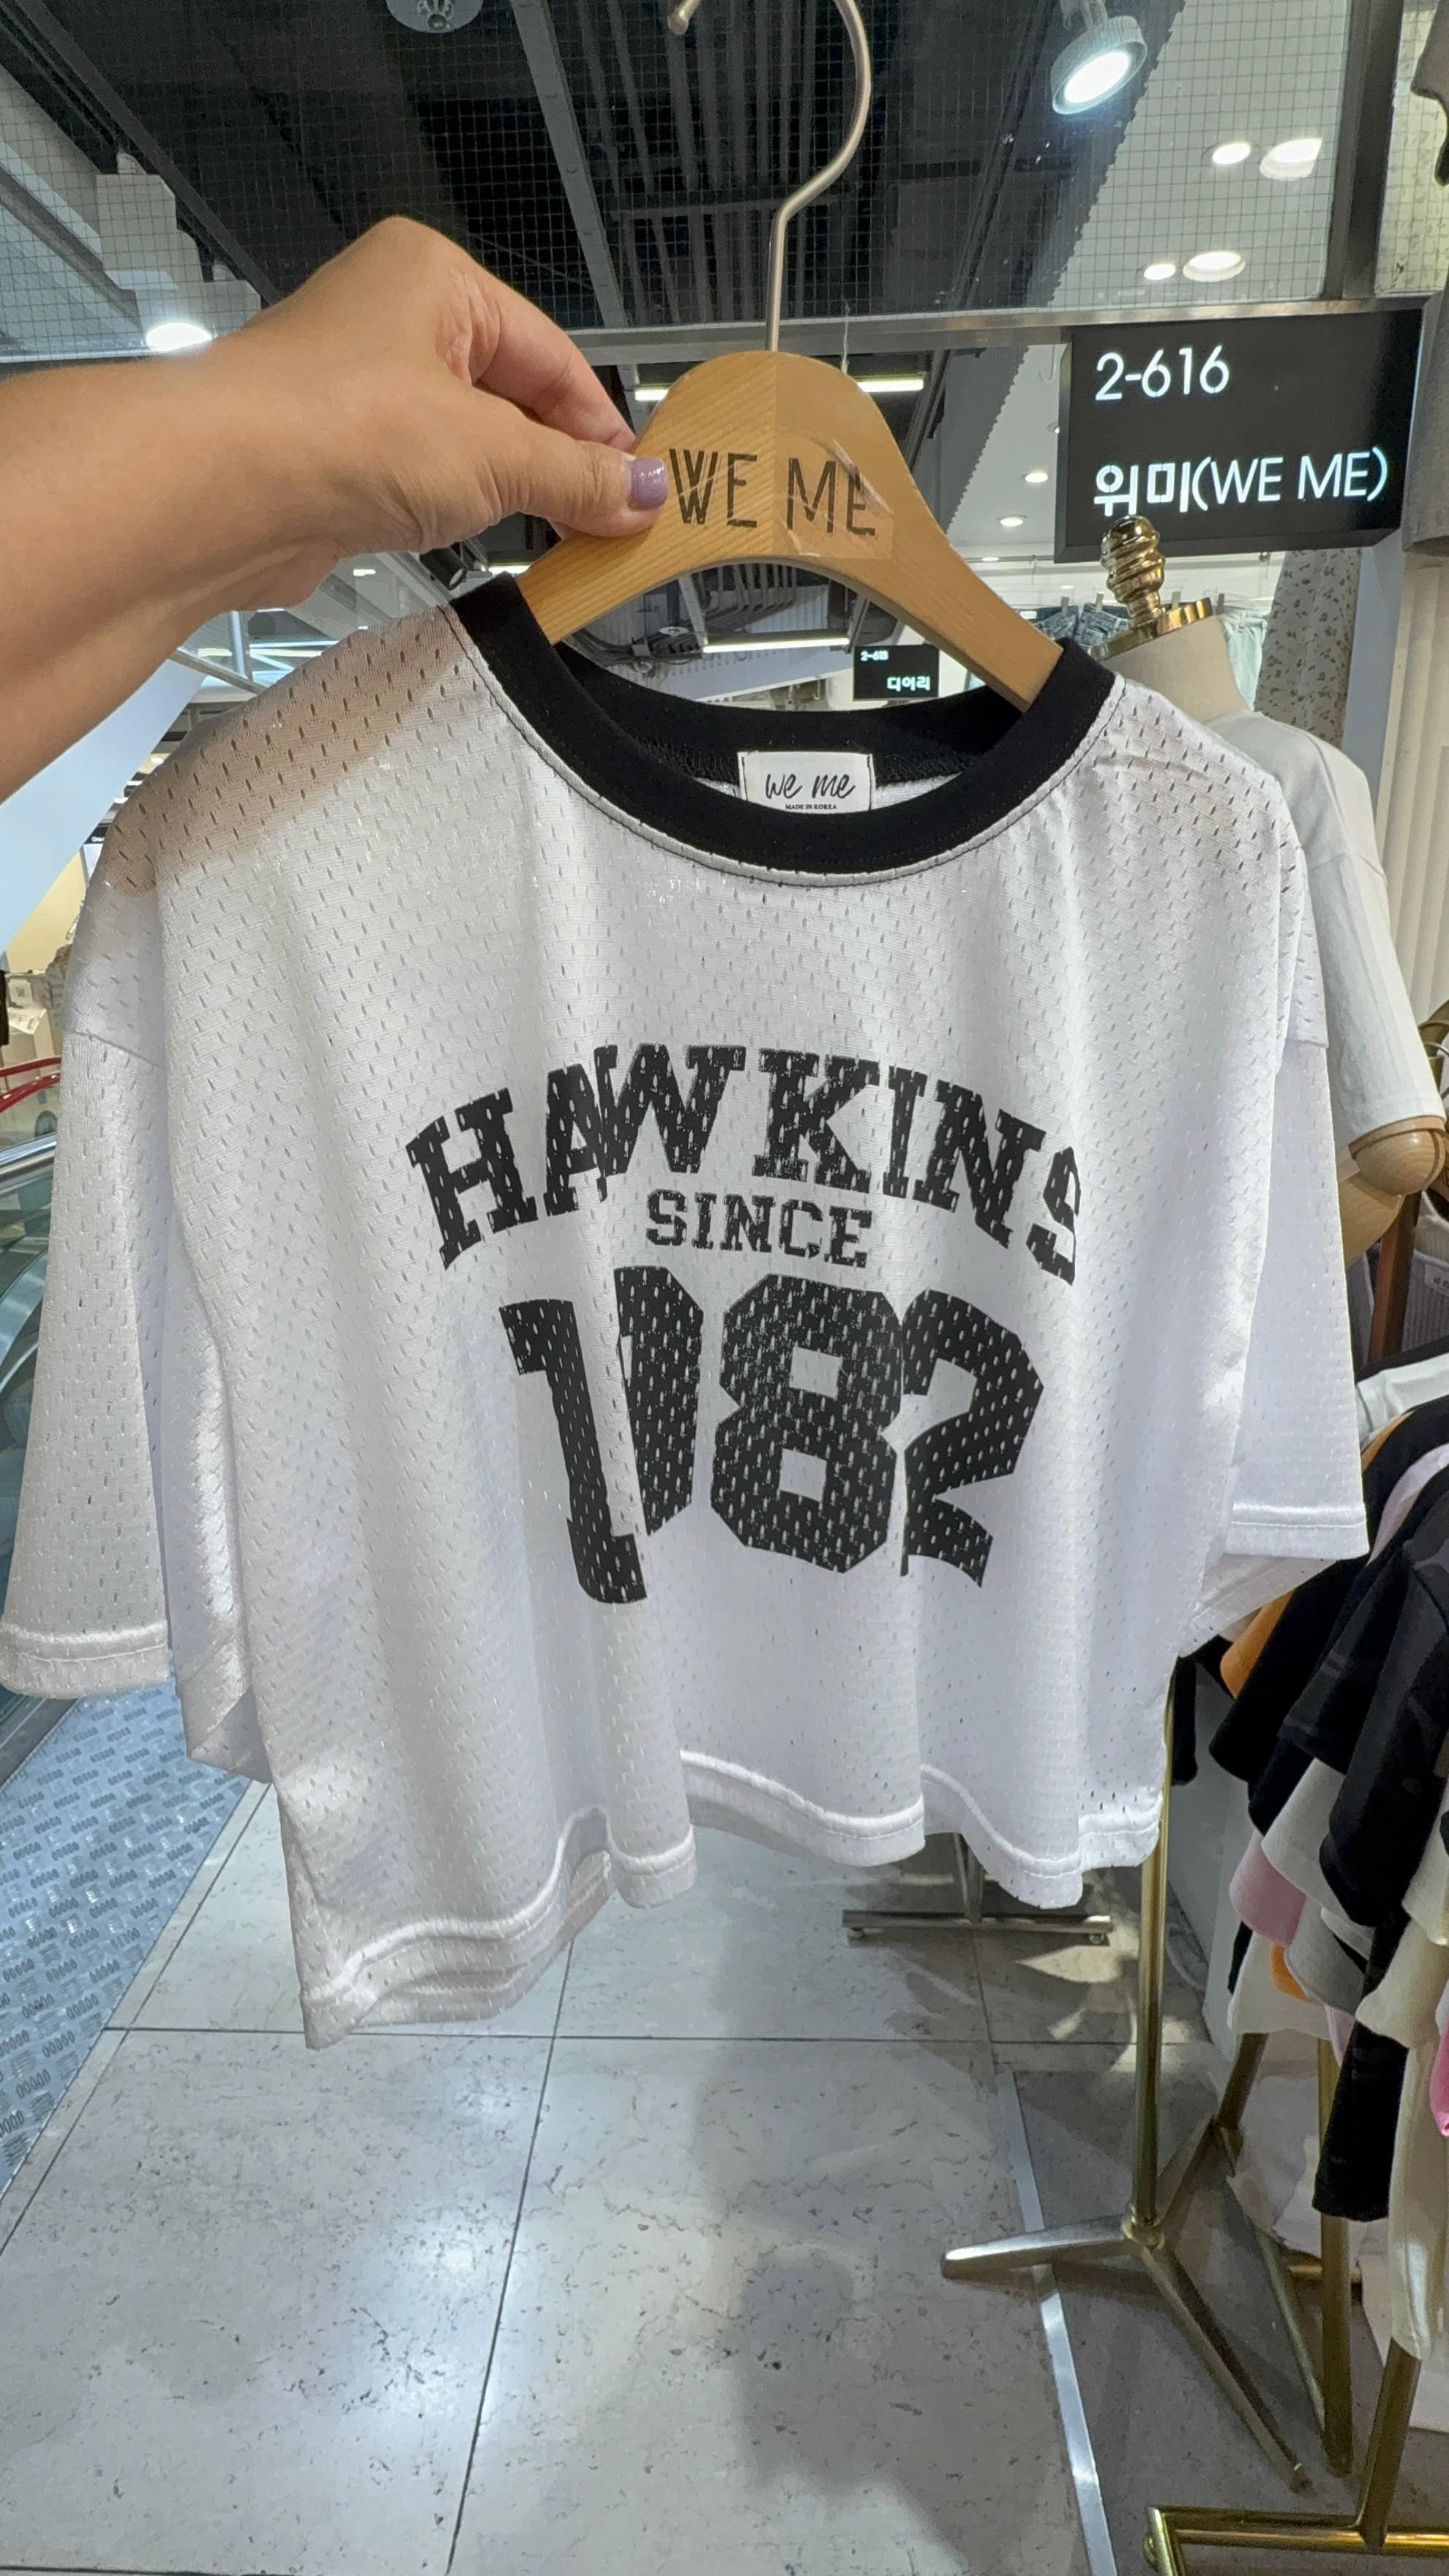 2-616
위미(WE ME)
WE ME
2-618
디어리
we me
MADE IN KOREA
HAWKINS
SINCE
1982